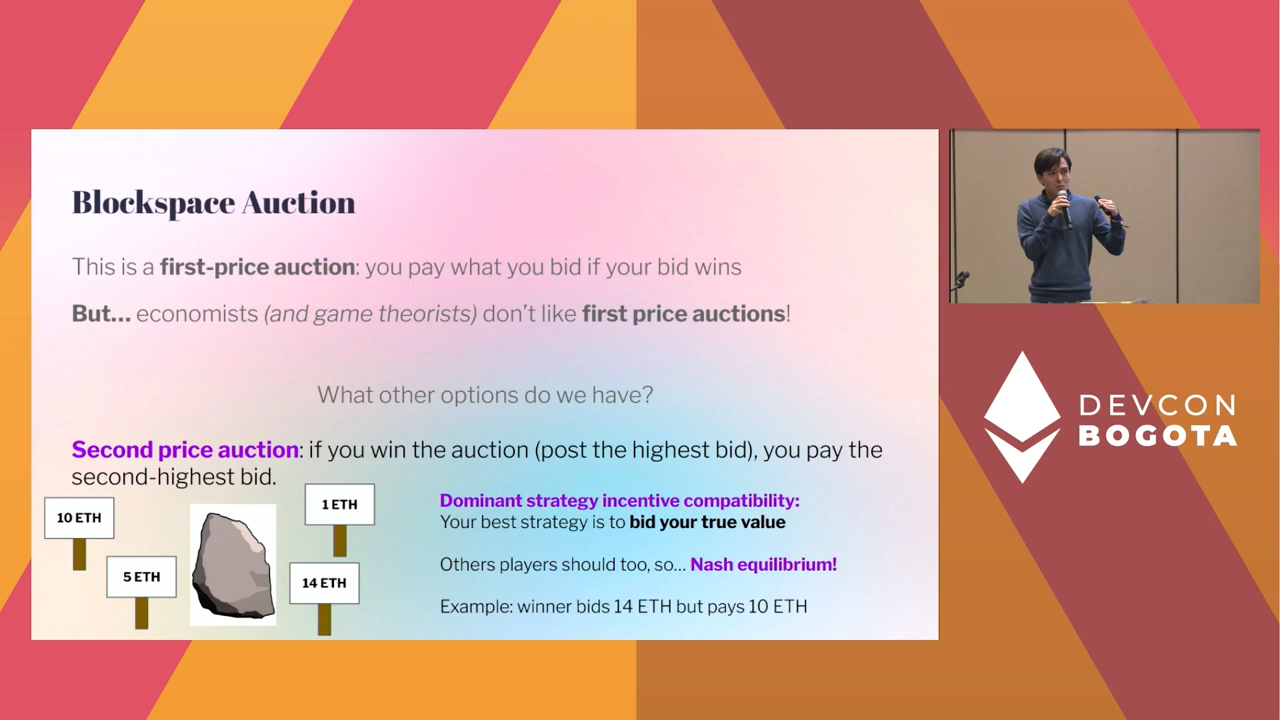 Blockspace Auction
This is a first-price auction: you pay what you bid if your bid wins
But... economists (and game theorists) don't like first price auctions!
What other options do we have?
Second price auction: if you win the auction (post the highest bid), you pay the
second-highest bid.
10 ETH
5 ETH
1 ETH
14 ETH
Dominant strategy incentive compatibility:
Your best strategy is to bid your true value
Others players should too, so... Nash equilibrium!
Example: winner bids 14 ETH but pays 10 ETH
DEVCON
BOGOTA